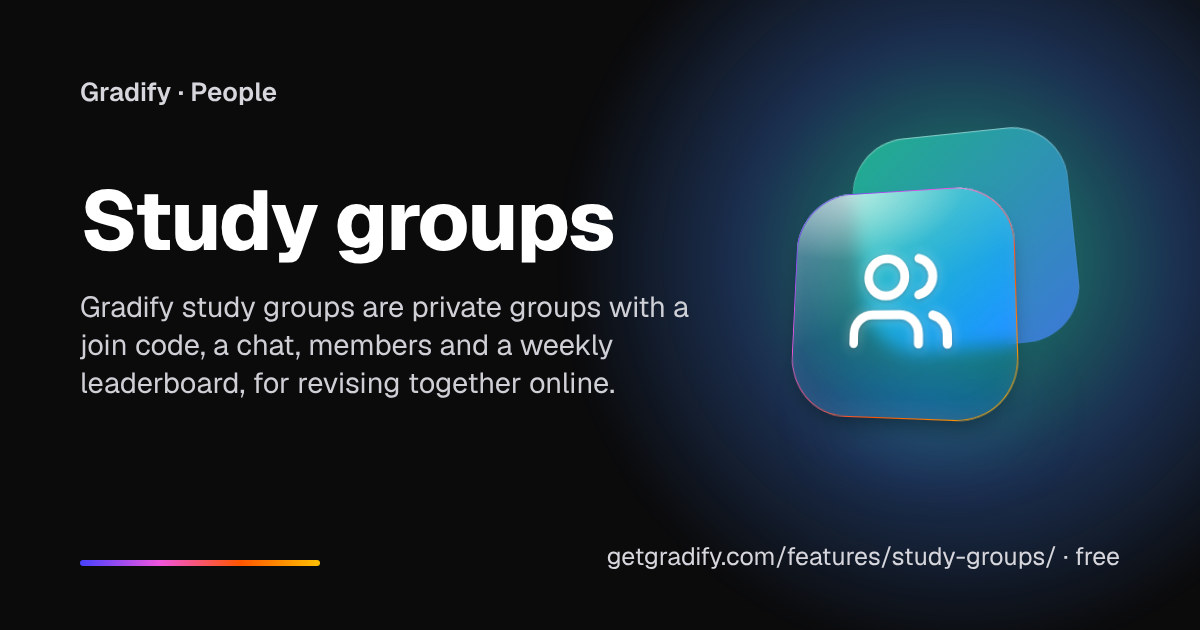 Gradify · People
Study groups
Gradify study groups are private groups with a
join code, a chat, members and a weekly
leaderboard, for revising together online.
getgradify.com/features/study-groups/ · free